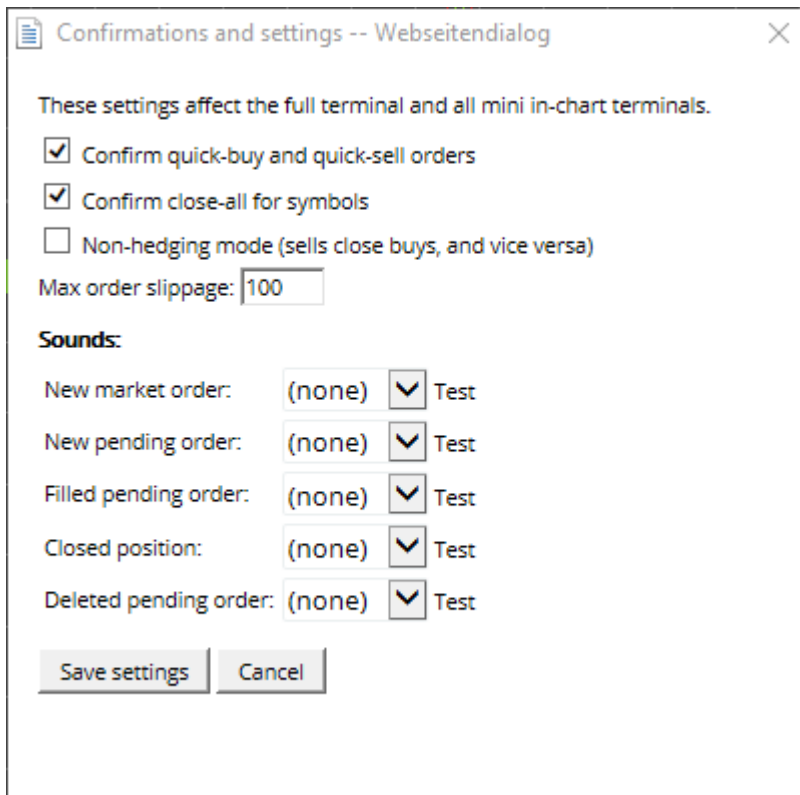 Confirmations and settings -- Webseitendialog
These settings affect the full terminal and all mini in-chart terminals.
Confirm quick-buy and quick-sell orders
Confirm close-all for symbols
Non-hedging mode (sells close buys, and vice versa)
Max order slippage: 100
Sounds:
New market order: (none) Test
New pending order: (none) Test
Filled pending order: (none) Test
Closed position: (none) Test
Deleted pending order: (none) Test
Save settings Cancel